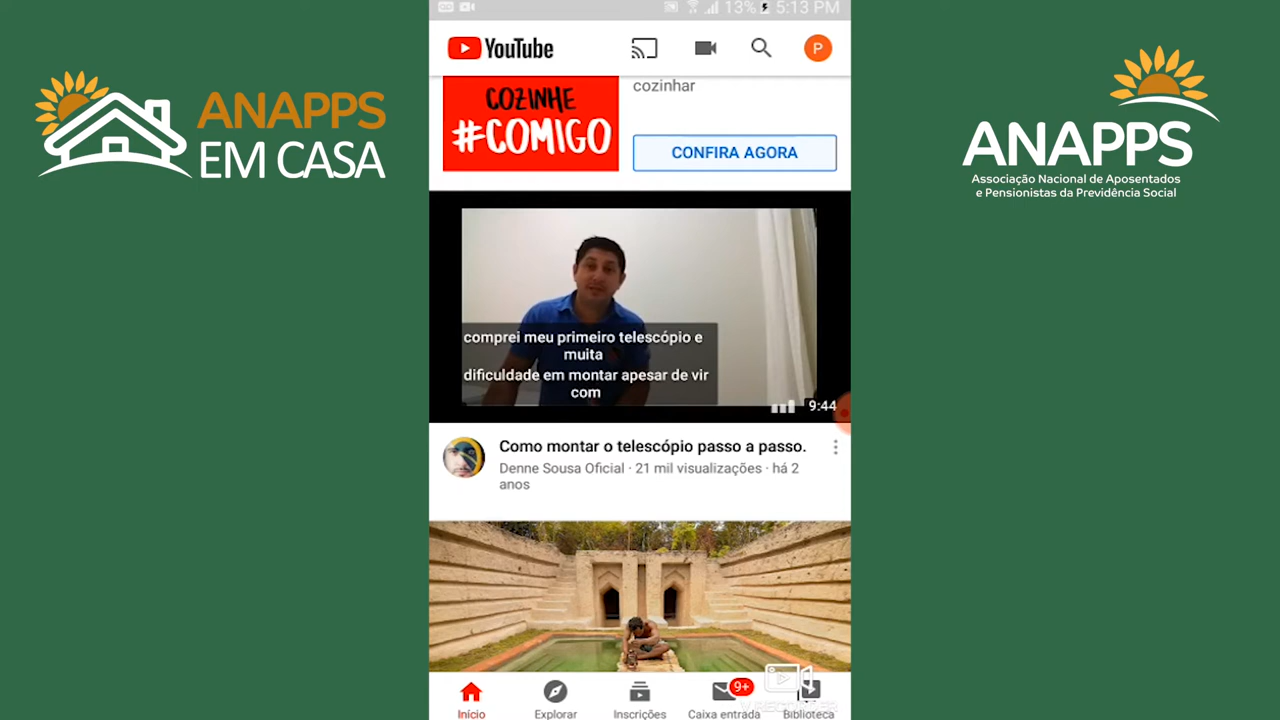 13% 5:13 PM
YouTube
P
COZINHE
#COMIGO
cozinhar
CONFIRA AGORA
ANAPPS
EM CASA
ANAPPS
Associação Nacional de Aposentados
e Pensionistas da Previdência Social
comprei meu primeiro telescópio e
muita
dificuldade em montar apesar de vir
com
9:44
Como montar o telescópio passo a passo.
Denne Sousa Oficial · 21 mil visualizações · há 2
anos
9+
Início
Explorar
Inscrições
Caixa entrada
Biblioteca